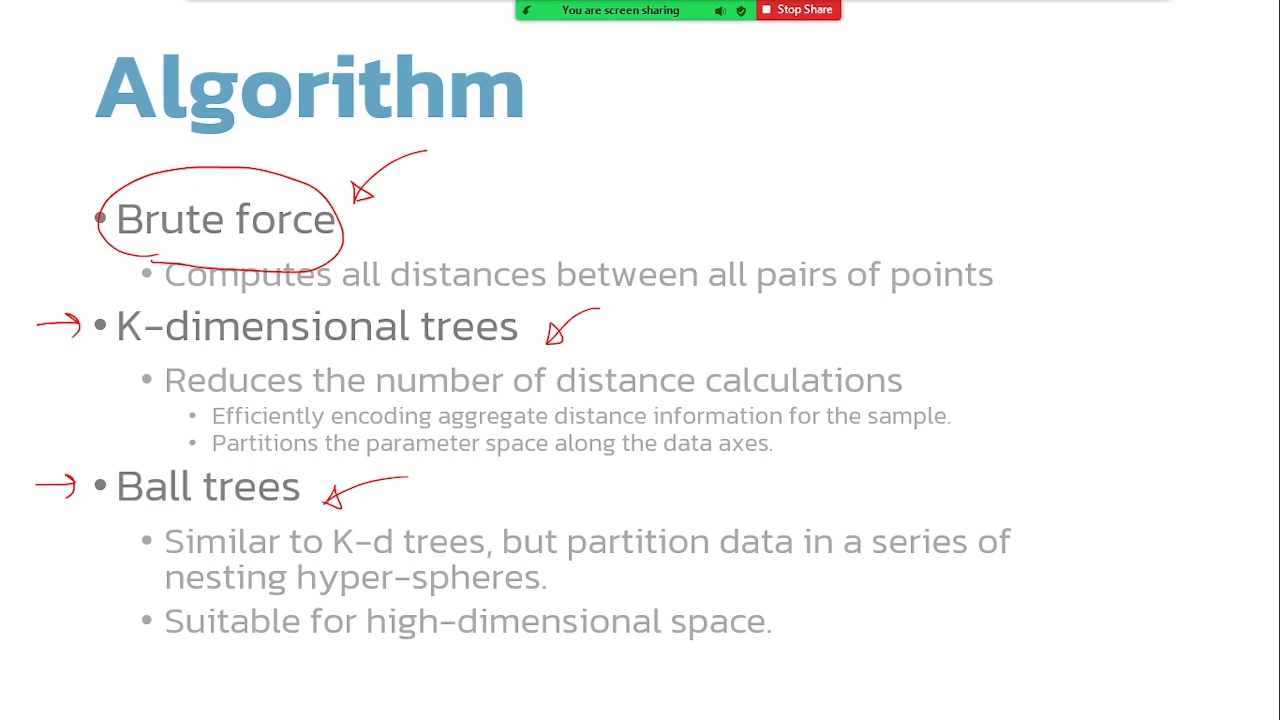 You are screen sharing
Stop Share
Algorithm
• Brute force
• Computes all distances between all pairs of points
• K-dimensional trees
• Reduces the number of distance calculations
• Efficiently encoding aggregate distance information for the sample.
• Partitions the parameter space along the data axes.
• Ball trees
• Similar to K-d trees, but partition data in a series of
nesting hyper-spheres.
• Suitable for high-dimensional space.